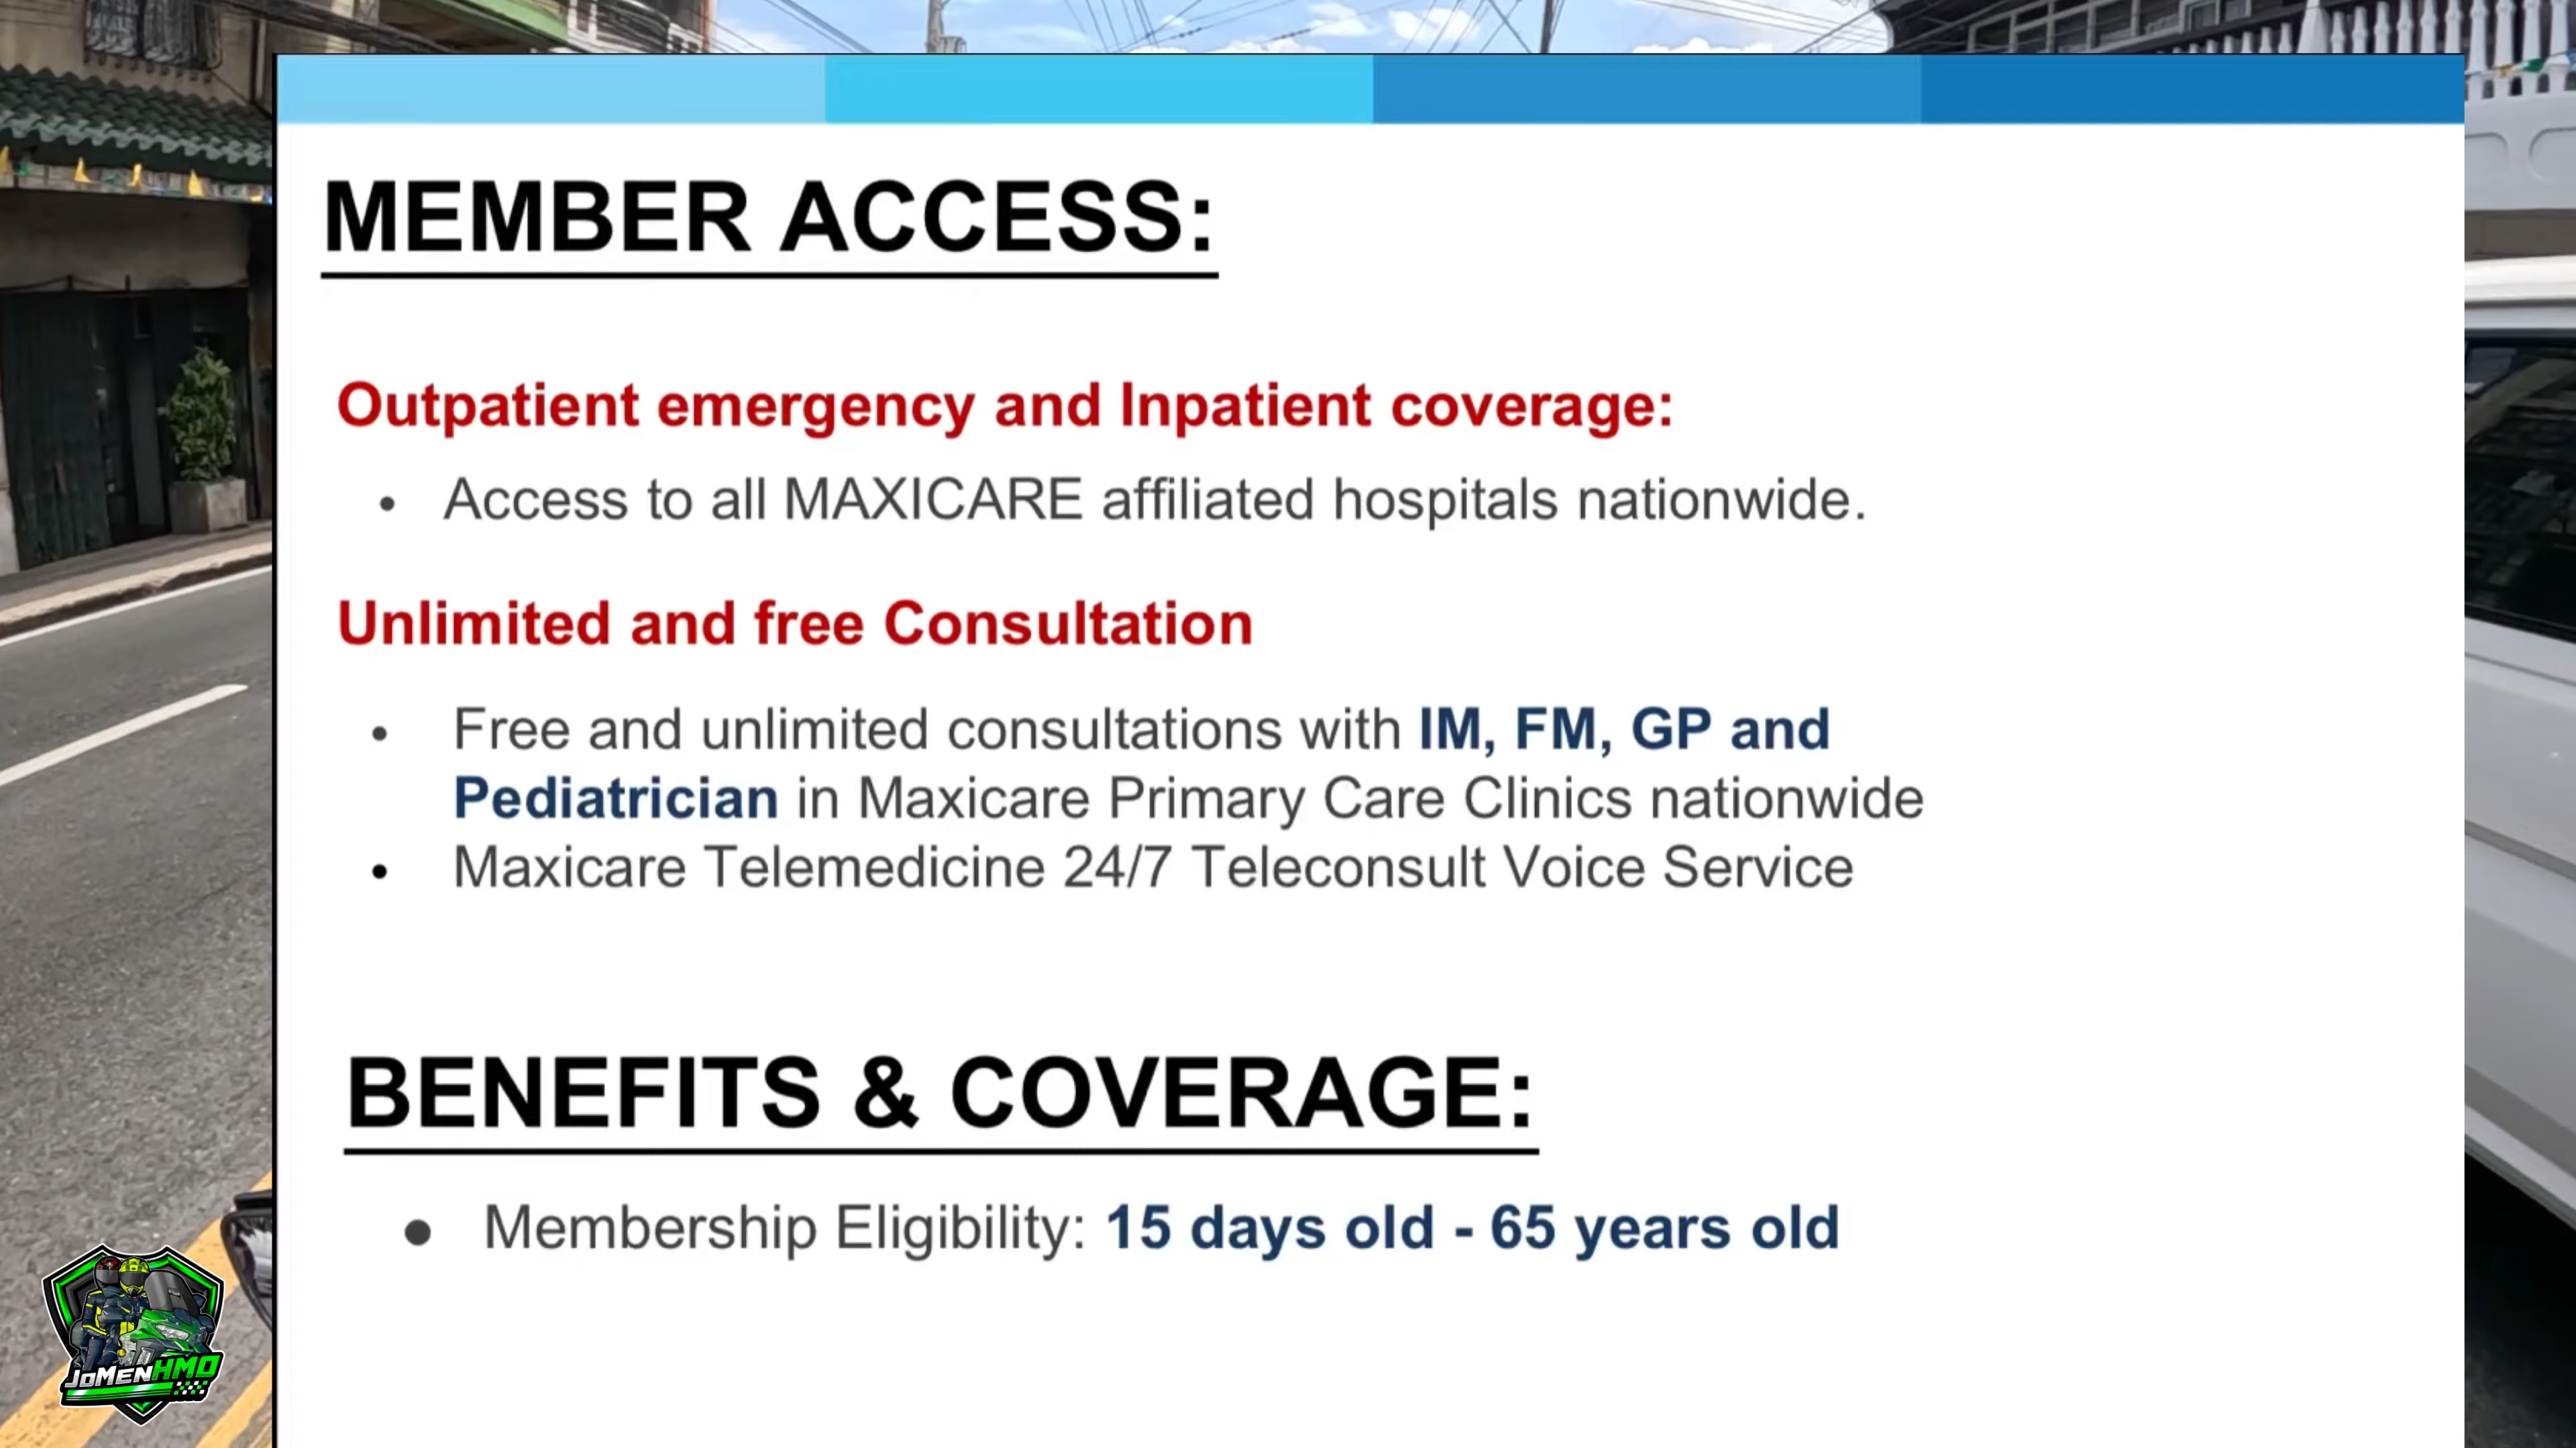 MEMBER ACCESS:
Outpatient emergency and Inpatient coverage:
• Access to all MAXICARE affiliated hospitals nationwide.
Unlimited and free Consultation
• Free and unlimited consultations with IM, FM, GP and
Pediatrician in Maxicare Primary Care Clinics nationwide
• Maxicare Telemedicine 24/7 Teleconsult Voice Service
BENEFITS & COVERAGE:
● Membership Eligibility: 15 days old - 65 years old
JoMenHMO